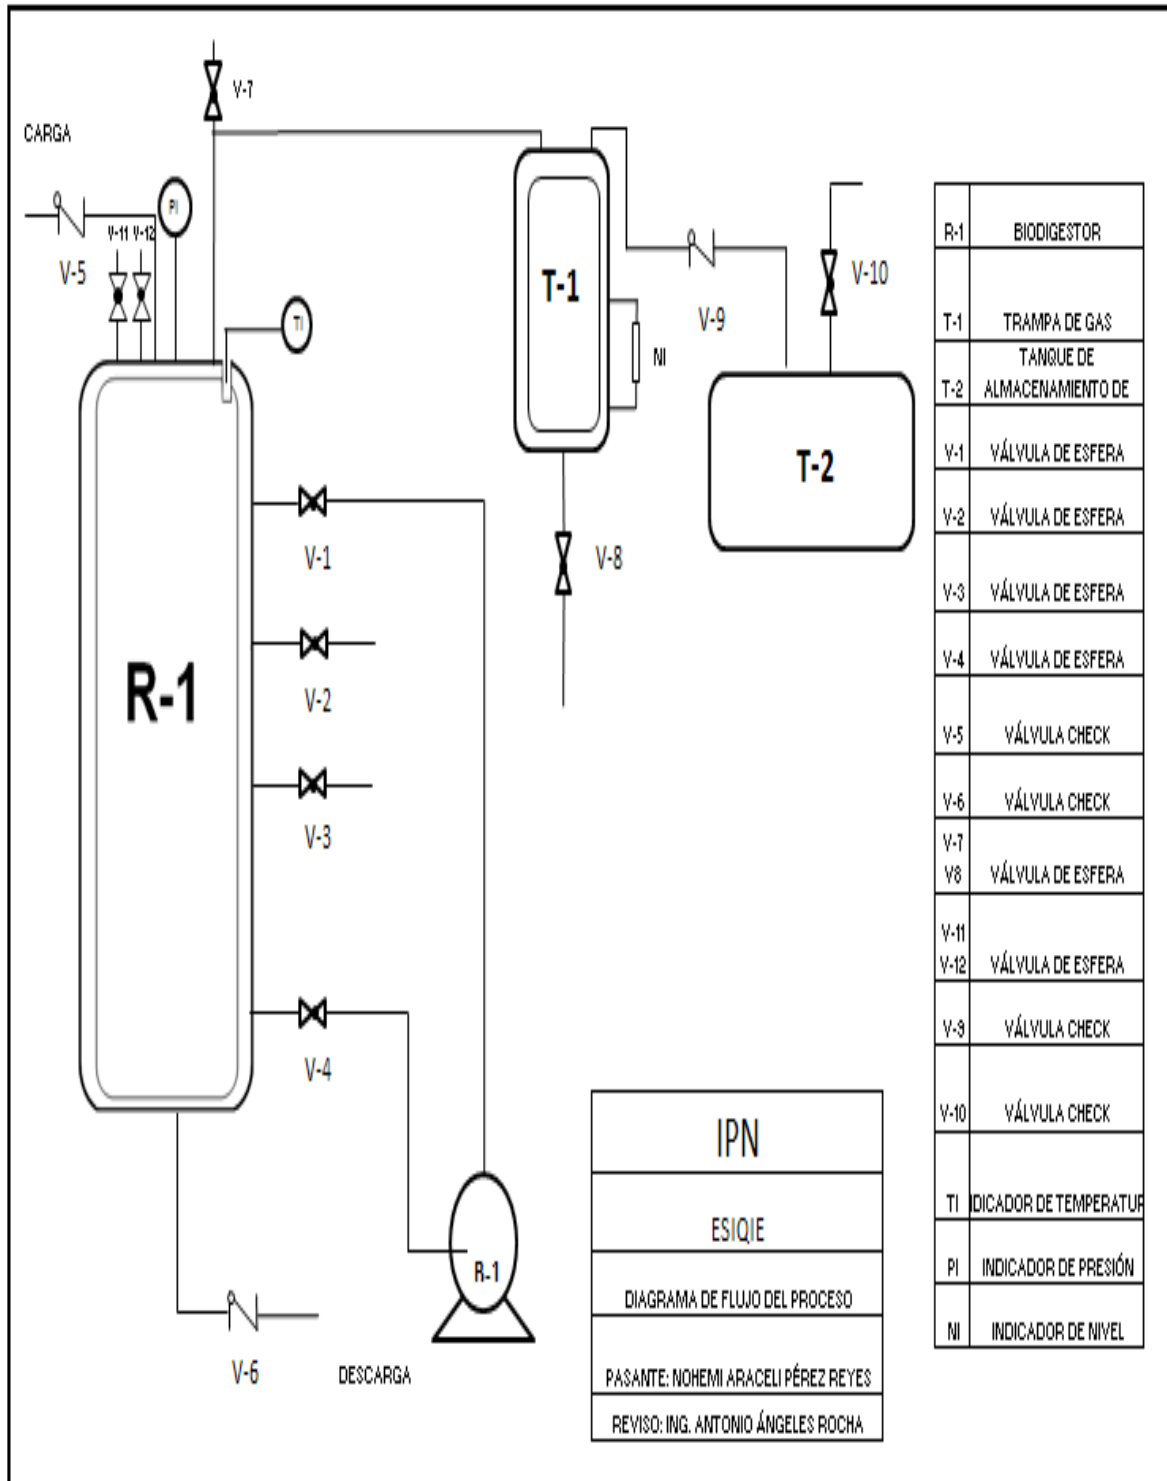 V-7
CARGA
PI
V-11 V-12
V-5
TI
T-1
NI
V-9
V-10
T-2
V-1
V-8
R-1
V-2
V-3
V-4
R-1
V-6
DESCARGA
R-1 BIODIGESTOR
T-1 TRAMPA DE GAS
TANQUE DE
T-2 ALMACENAMIENTO DE
V-1 VÁLVULA DE ESFERA
V-2 VÁLVULA DE ESFERA
V-3 VÁLVULA DE ESFERA
V-4 VÁLVULA DE ESFERA
V-5 VÁLVULA CHECK
V-6 VÁLVULA CHECK
V-7
V8 VÁLVULA DE ESFERA
V-11
V-12 VÁLVULA DE ESFERA
V-9 VÁLVULA CHECK
V-10 VÁLVULA CHECK
TI DICADOR DE TEMPERATUR
PI INDICADOR DE PRESIÓN
NI INDICADOR DE NIVEL
IPN
ESIQIE
DIAGRAMA DE FLUJO DEL PROCESO
PASANTE: NOHEMI ARACELI PÉREZ REYES
REVISO: ING. ANTONIO ÁNGELES ROCHA